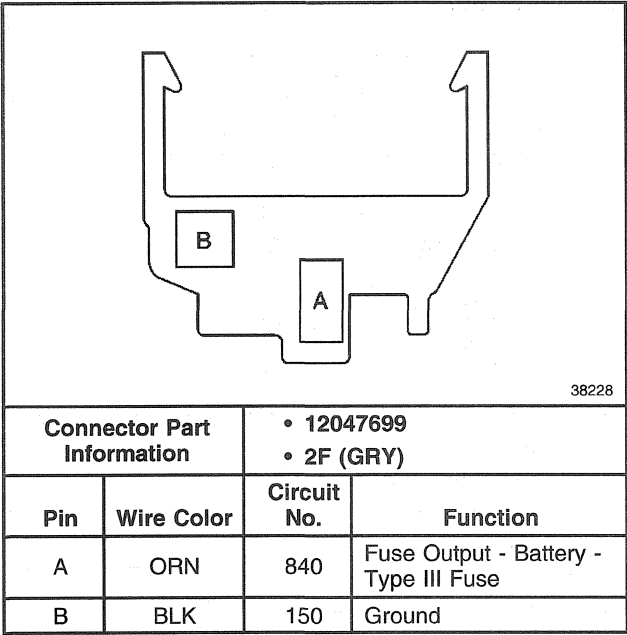 B
A
38228
Connector Part Information
• 12047699
• 2F (GRY)
Pin Wire Color Circuit No. Function
A ORN 840 Fuse Output - Battery - Type III Fuse
B BLK 150 Ground